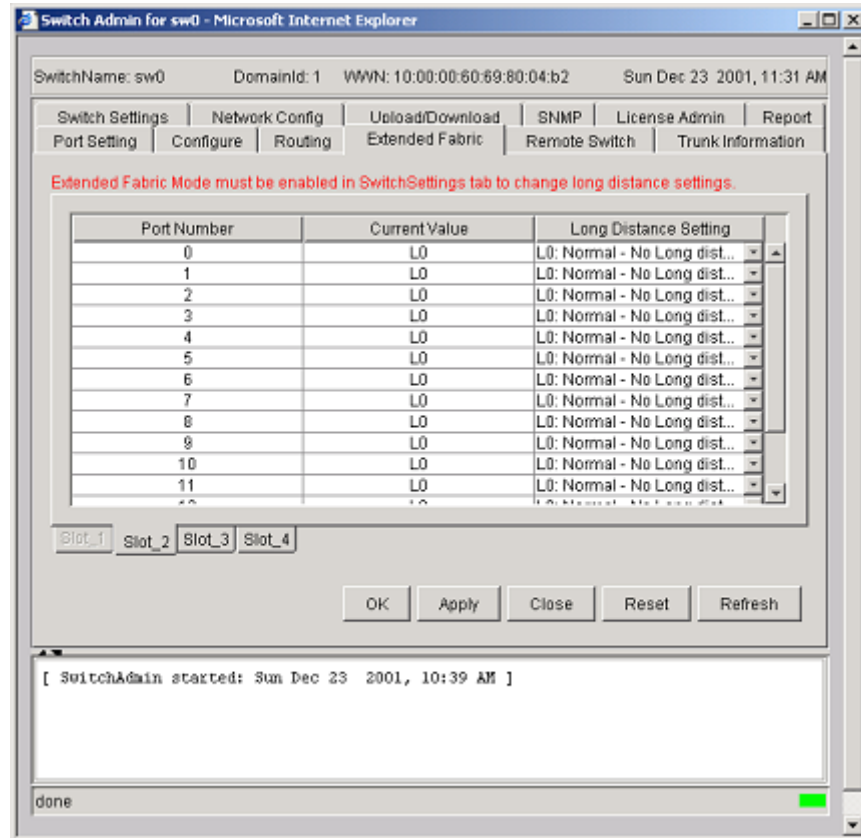 Switch Admin for sw0 - Microsoft Internet Explorer
SwitchName: sw0 DomainId: 1 WWN: 10:00:00:60:69:80:04:b2 Sun Dec 23 2001, 11:31 AM
Switch Settings Network Config Upload/Download SNMP License Admin Report
Port Setting Configure Routing Extended Fabric Remote Switch Trunk Information
Extended Fabric Mode must be enabled in SwitchSettings tab to change long distance settings.
Port Number Current Value Long Distance Setting
0 L0 L0: Normal - No Long dist...
1 L0 L0: Normal - No Long dist...
2 L0 L0: Normal - No Long dist...
3 L0 L0: Normal - No Long dist...
4 L0 L0: Normal - No Long dist...
5 L0 L0: Normal - No Long dist...
6 L0 L0: Normal - No Long dist...
7 L0 L0: Normal - No Long dist...
8 L0 L0: Normal - No Long dist...
9 L0 L0: Normal - No Long dist...
10 L0 L0: Normal - No Long dist...
11 L0 L0: Normal - No Long dist...
Slot_1 Slot_2 Slot_3 Slot_4
OK Apply Close Reset Refresh
[ SwitchAdmin started: Sun Dec 23 2001, 10:39 AM ]
done